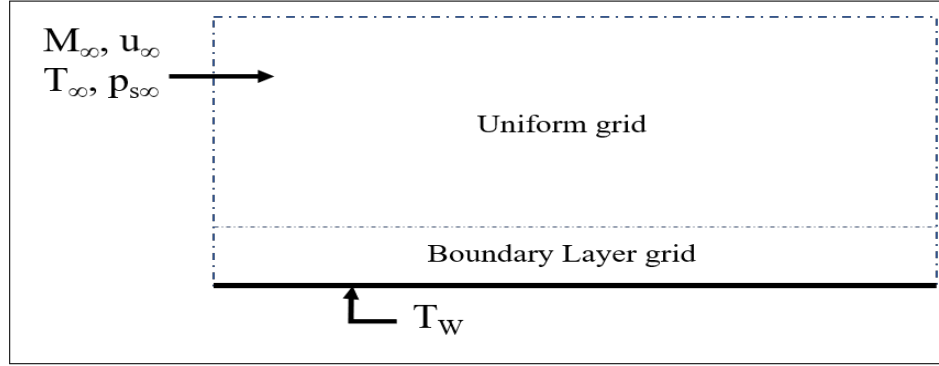 M∞, u∞
T∞, ps∞
Uniform grid
Boundary Layer grid
TW